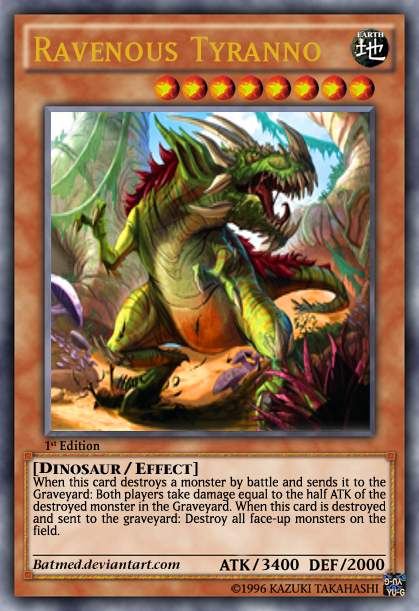 Ravenous Tyranno
EARTH
地
1st Edition
[Dinosaur / Effect]
When this card destroys a monster by battle and sends it to the
Graveyard: Both players take damage equal to the half ATK of the
destroyed monster in the Graveyard. When this card is destroyed
and sent to the graveyard: Destroy all face-up monsters on the
field.
Batmed.deviantart.com
ATK/3400 DEF/2000
©1996 KAZUKI TAKAHASHI